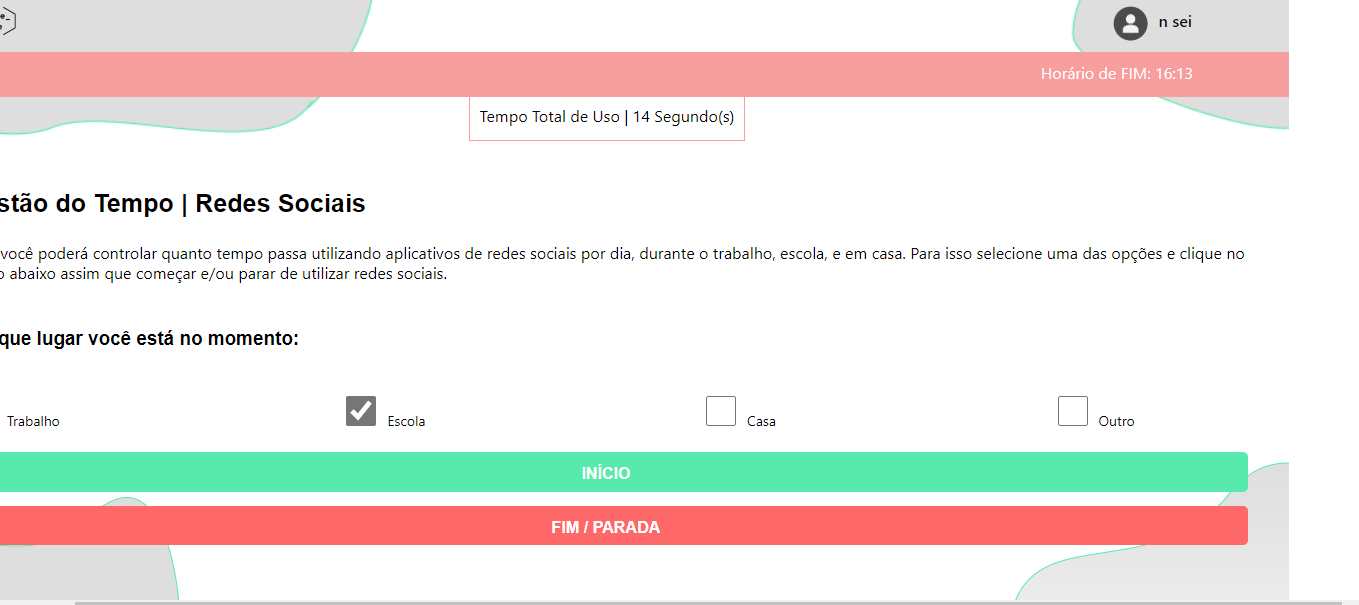 n sei
Horário de FIM: 16:13
Tempo Total de Uso | 14 Segundo(s)
stão do Tempo | Redes Sociais
você poderá controlar quanto tempo passa utilizando aplicativos de redes sociais por dia, durante o trabalho, escola, e em casa. Para isso selecione uma das opções e clique no
o abaixo assim que começar e/ou parar de utilizar redes sociais.
que lugar você está no momento:
Trabalho Escola Casa Outro
INÍCIO
FIM / PARADA